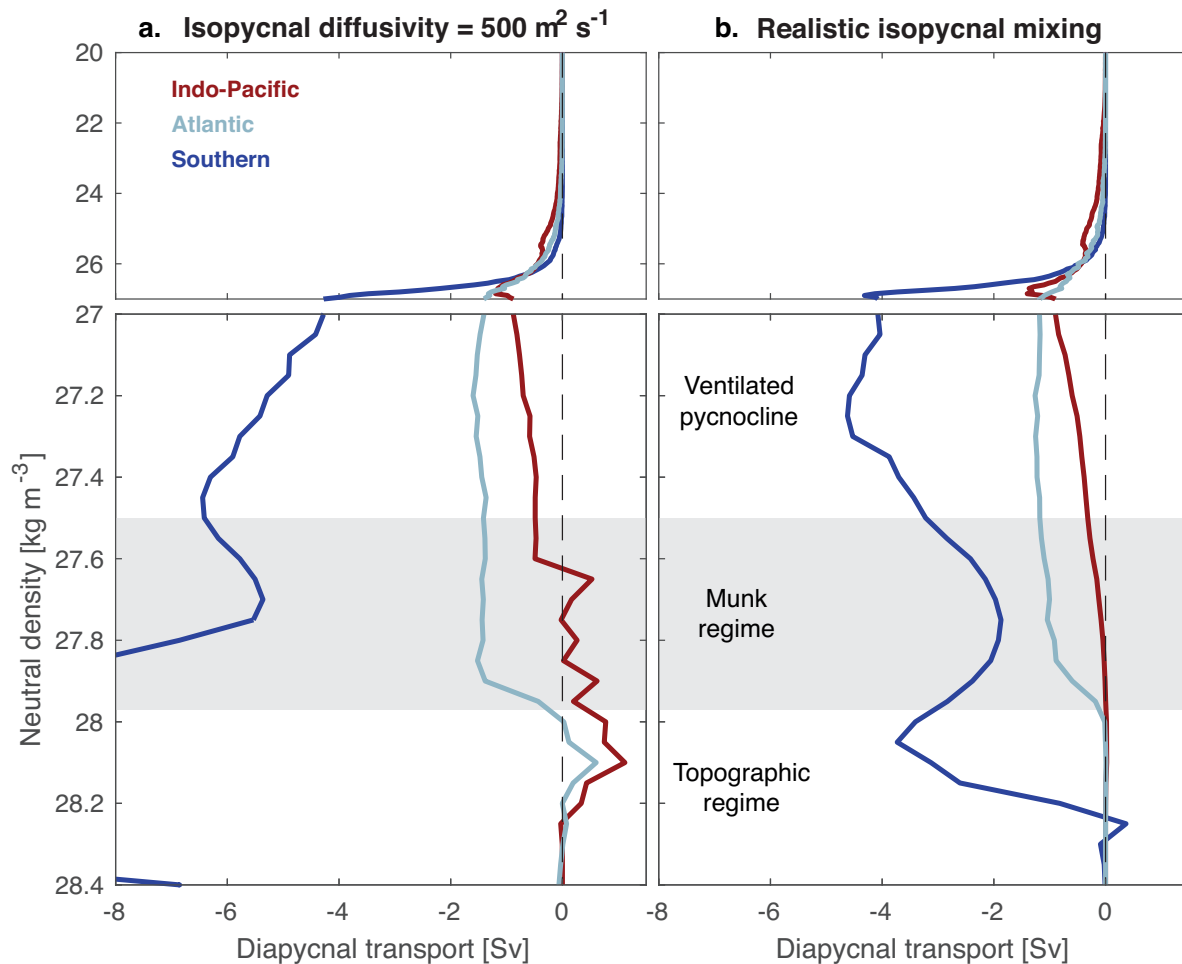 a. Isopycnal diffusivity = 500 m² s⁻¹
b. Realistic isopycnal mixing
20
22
24
26
Indo-Pacific
Atlantic
Southern
27
27.2
27.4
27.6
27.8
28
28.2
28.4
Neutral density [kg m⁻³]
Ventilated
pycnocline
Munk
regime
Topographic
regime
-8 -6 -4 -2 0
-8 -6 -4 -2 0
Diapycnal transport [Sv]
Diapycnal transport [Sv]